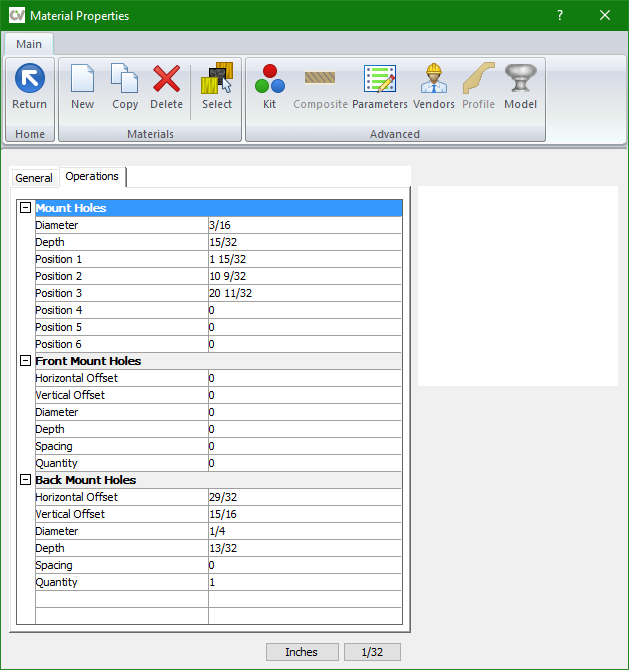 CV Material Properties ?
Main
Return New Copy Delete Select Kit Composite Parameters Vendors Profile Model
Home Materials Advanced
General Operations
Mount Holes
Diameter 3/16
Depth 15/32
Position 1 1 15/32
Position 2 10 9/32
Position 3 20 11/32
Position 4 0
Position 5 0
Position 6 0
Front Mount Holes
Horizontal Offset 0
Vertical Offset 0
Diameter 0
Depth 0
Spacing 0
Quantity 0
Back Mount Holes
Horizontal Offset 29/32
Vertical Offset 15/16
Diameter 1/4
Depth 13/32
Spacing 0
Quantity 1
Inches 1/32